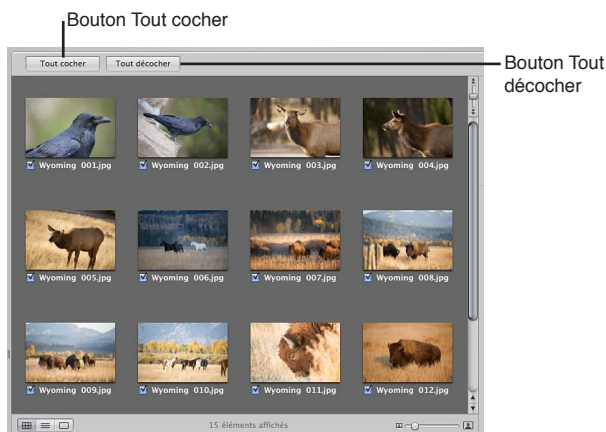 Bouton Tout cocher
Tout cocher Tout décocher
Bouton Tout
décocher
Wyoming 001.jpg Wyoming 002.jpg Wyoming 003.jpg Wyoming 004.jpg
Wyoming 005.jpg Wyoming 006.jpg Wyoming 007.jpg Wyoming 008.jpg
Wyoming 009.jpg Wyoming 010.jpg Wyoming 011.jpg Wyoming 012.jpg
15 éléments affichés